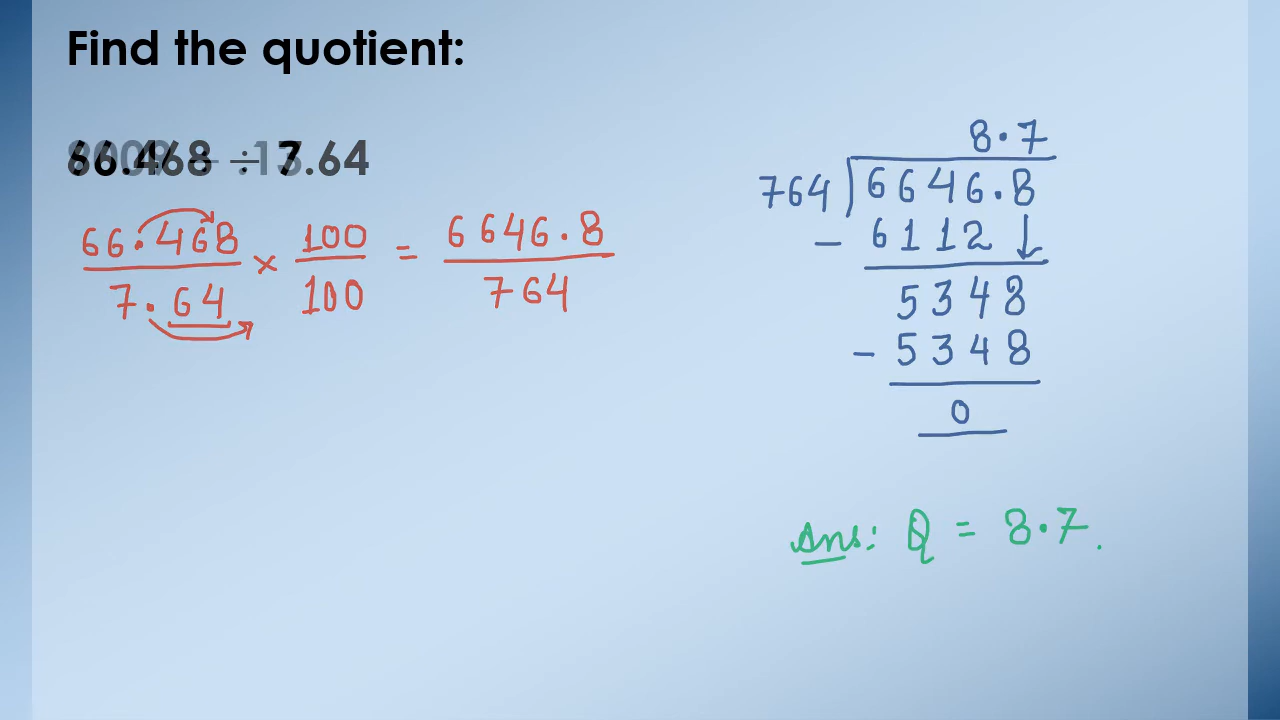 Find the quotient:
66.468 ÷ 7.64
66.468 / 7.64 × 100 / 100 = 6646.8 / 764
8.7
764 6646.8
- 6112
5348
- 5348
0
Ans: Q = 8.7.